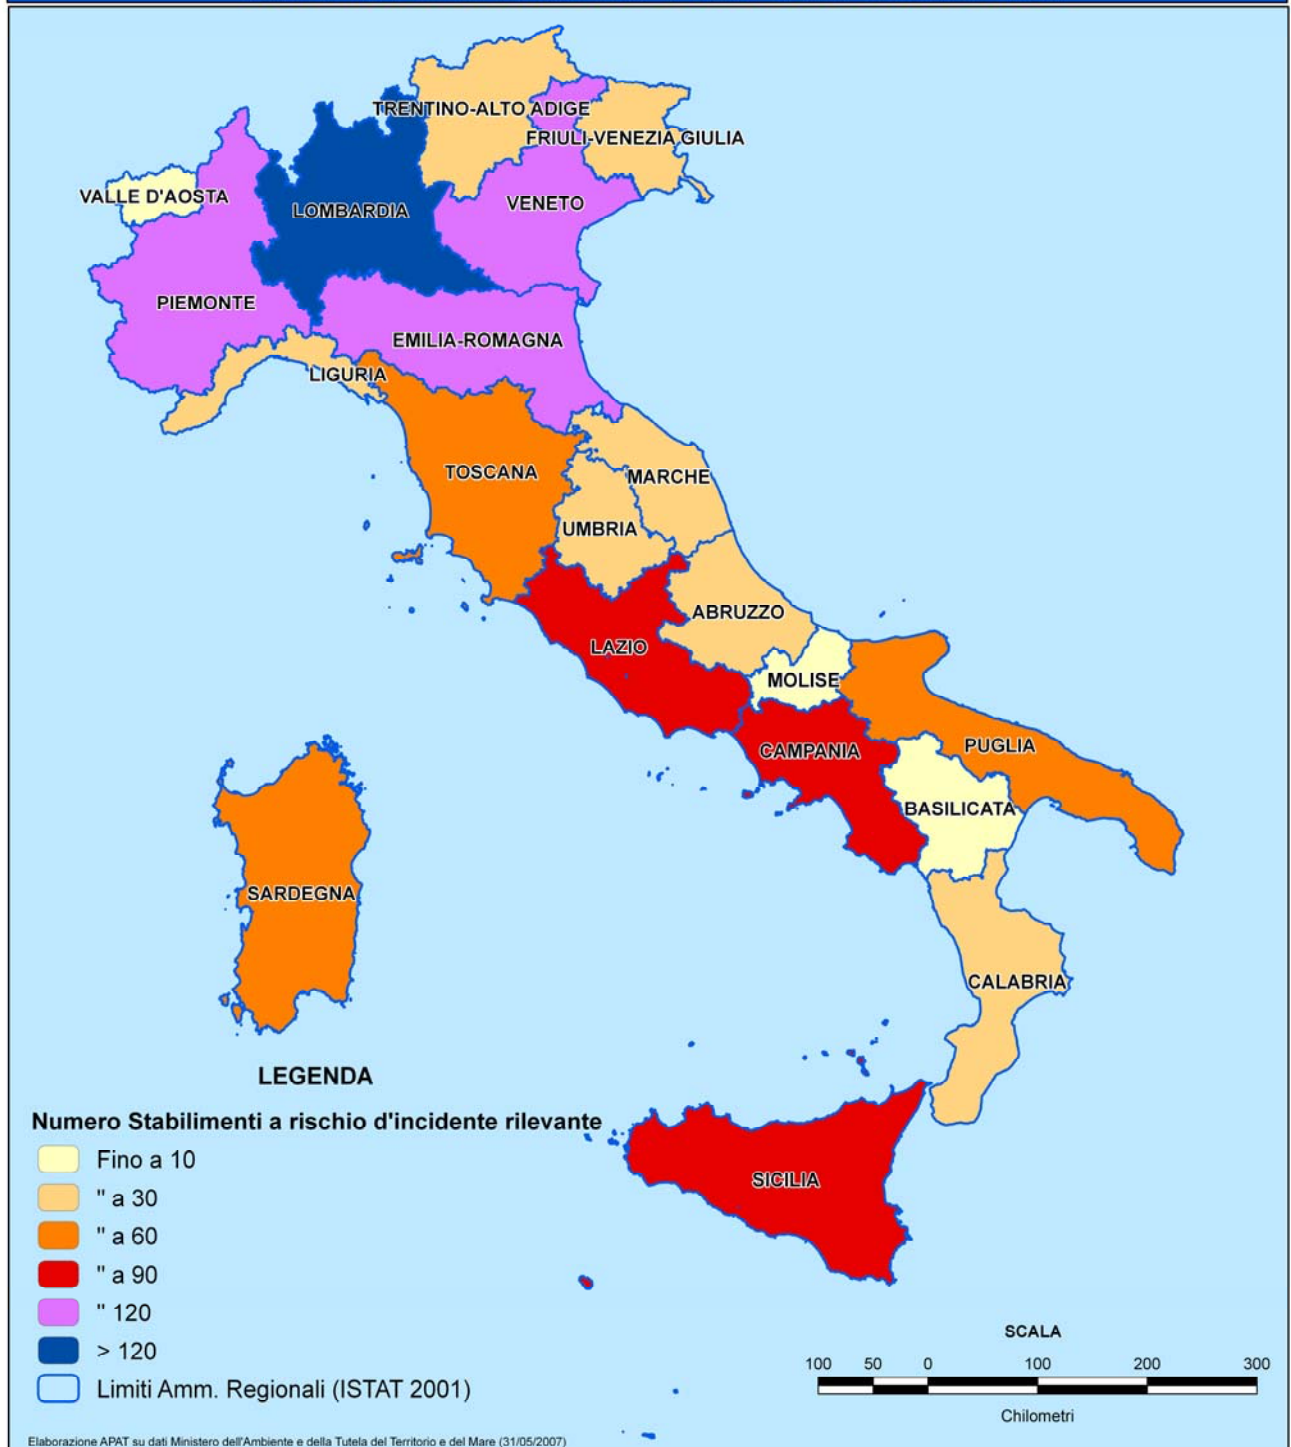 TRENTINO-ALTO ADIGE
FRIULI-VENEZIA GIULIA
VALLE D'AOSTA
LOMBARDIA
VENETO
PIEMONTE
EMILIA-ROMAGNA
LIGURIA
TOSCANA
MARCHE
UMBRIA
ABRUZZO
LAZIO
MOLISE
CAMPANIA
PUGLIA
BASILICATA
SARDEGNA
CALABRIA
SICILIA
LEGENDA
Numero Stabilimenti a rischio d'incidente rilevante
Fino a 10
" a 30
" a 60
" a 90
" 120
> 120
Limiti Amm. Regionali (ISTAT 2001)
SCALA
100 50 0 100 200 300
Chilometri
Elaborazione APAT su dati Ministero dell'Ambiente e della Tutela del Territorio e del Mare (31/05/2007)